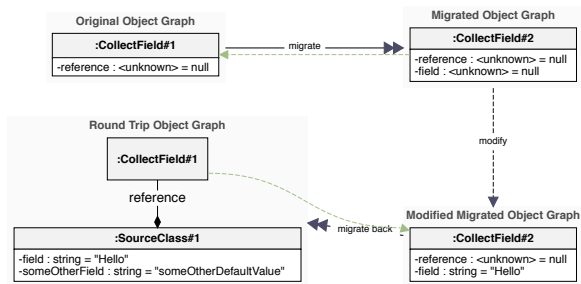 Original Object Graph
:CollectField#1
-reference : <unknown> = null
migrate
Migrated Object Graph
:CollectField#2
-reference : <unknown> = null
-field : <unknown> = null
modify
Round Trip Object Graph
:CollectField#1
reference
:SourceClass#1
-field : string = "Hello"
-someOtherField : string = "someOtherDefaultValue"
migrate back
Modified Migrated Object Graph
:CollectField#2
-reference : <unknown> = null
-field : string = "Hello"